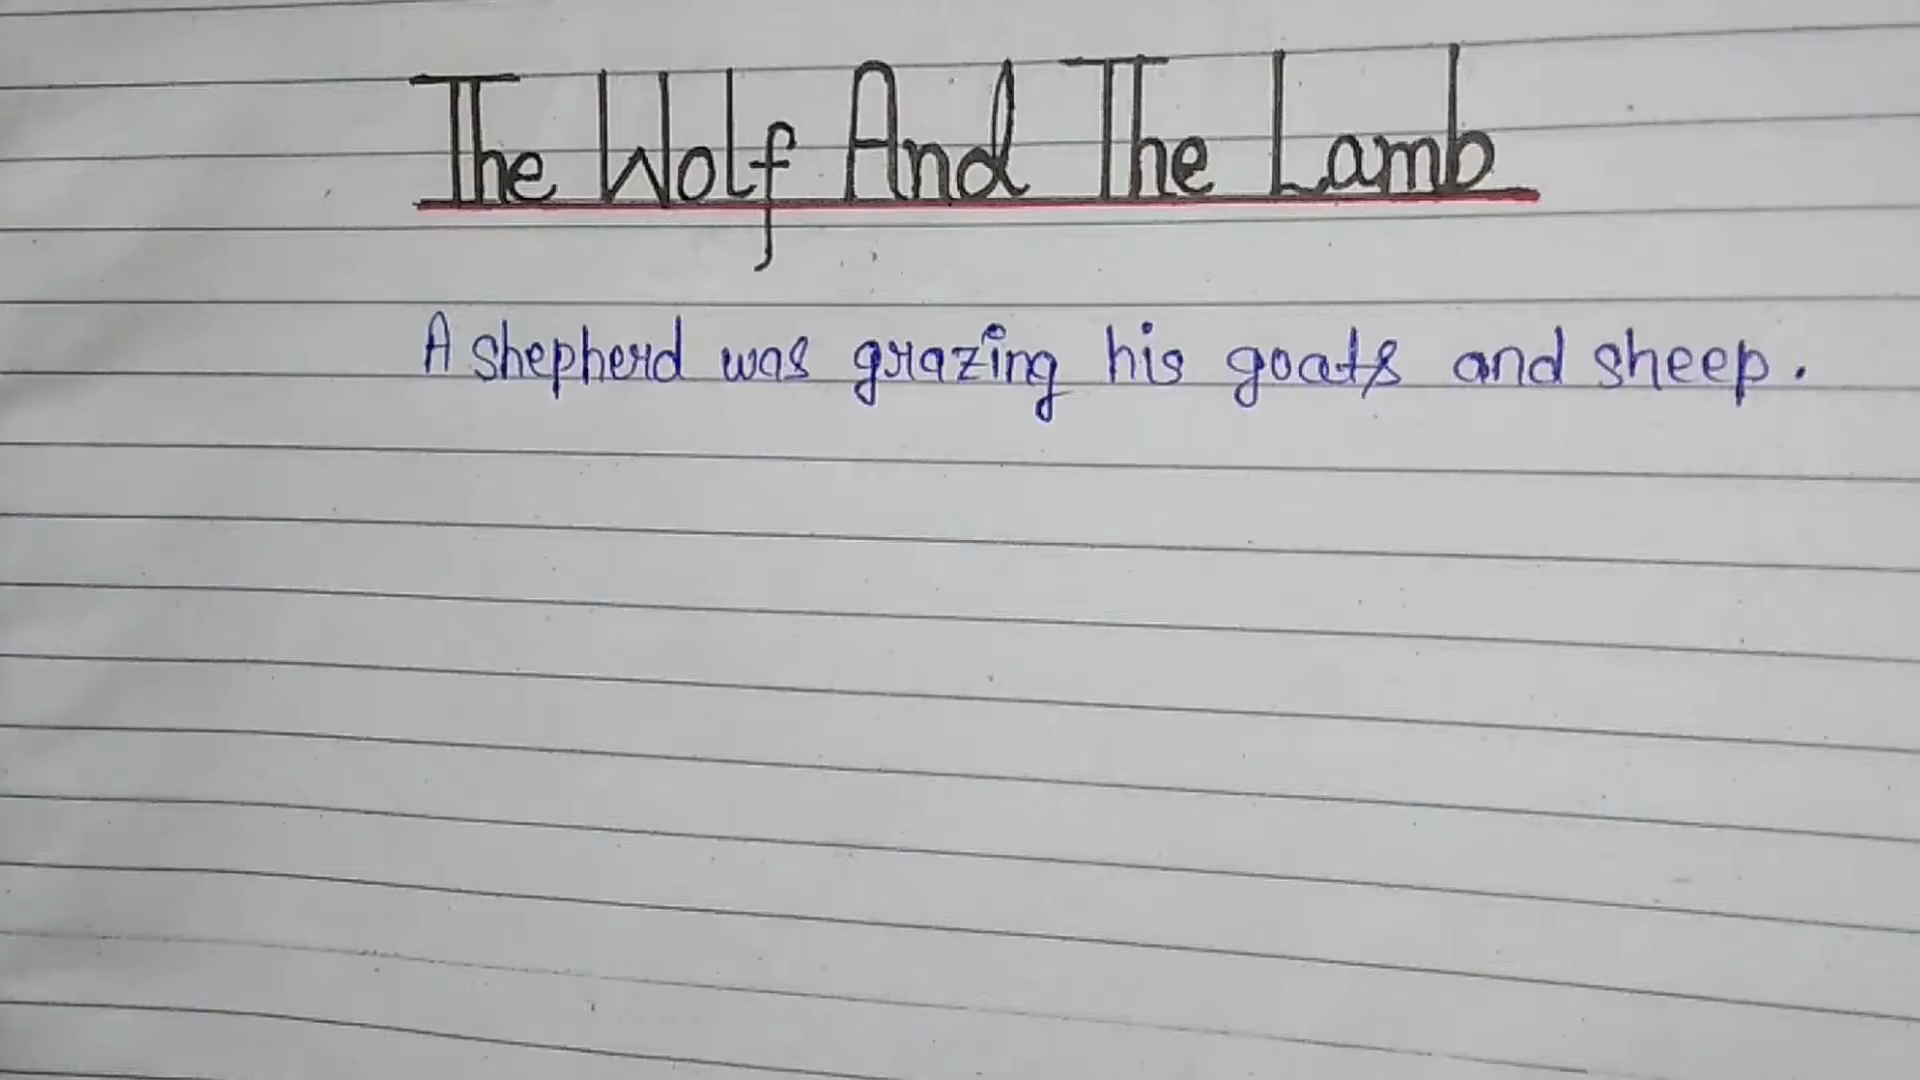 The Wolf And The Lamb
A shepherd was grazing his goats and sheep.